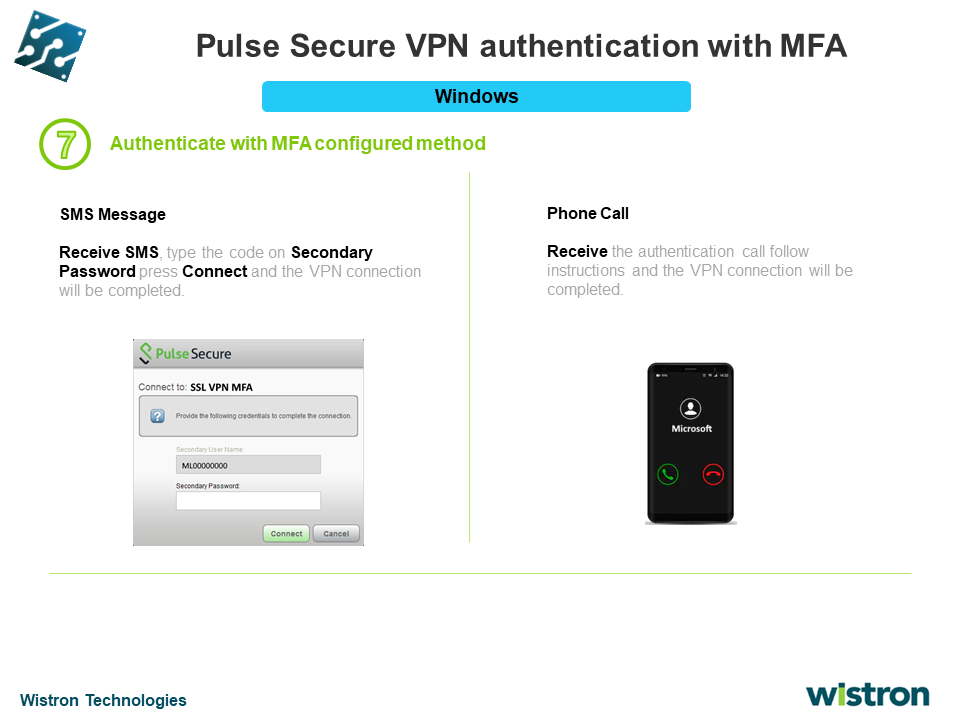 Pulse Secure VPN authentication with MFA
Windows
7 Authenticate with MFA configured method
SMS Message
Receive SMS, type the code on Secondary
Password press Connect and the VPN connection
will be completed.
Pulse Secure
Connect to: SSL VPN MFA
Provide the following credentials to complete the connection.
Secondary User Name:
ML00000000
Secondary Password:
Connect Cancel
Phone Call
Receive the authentication call follow
instructions and the VPN connection will be
completed.
Microsoft
Wistron Technologies
wistron